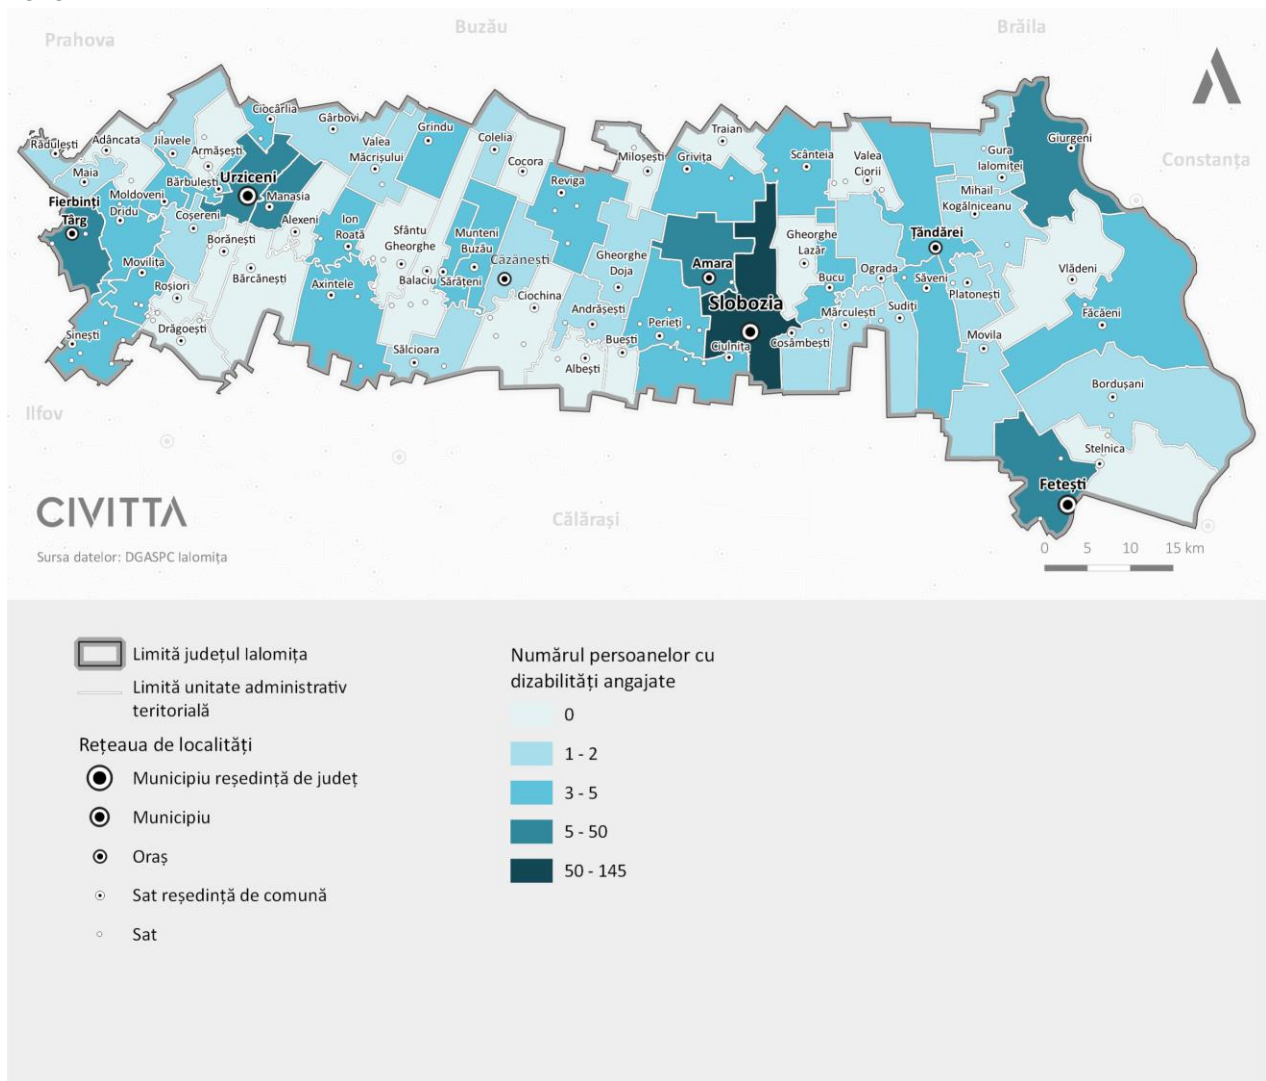 Prahova
Buzău
Brăila
Ciocârlia
Gârbovi
Grindu
Colelia
Traian
Giurgeni
Rădulești
Adâncata
Jilavele
Armășești
Valea
Măcrișului
Cocora
Miloșești
Grivița
Scânteia
Valea
Ciorii
Gura
Ialomiței
Constanța
Maia
Bărbulești
Urziceni
Reviga
Mihail
Kogălniceanu
Moldoveni
Manasia
Fierbinți
Târg
Dridu
Coșereni
Alexeni
Ion
Roată
Sfântu
Gheorghe
Munteni
Buzău
Gheorghe
Lazăr
Țăndărei
Borănești
Căzănești
Gheorghe
Doja
Amara
Vlădeni
Movilița
Bărcănești
Axintele
Balaciu
Sărățeni
Bucu
Ograda
Săveni
Platonești
Roșiori
Ciochina
Slobozia
Andrășești
Mărculești
Sudiți
Făcăeni
Sinești
Drăgoești
Perieți
Buești
Ciulnița
Cosâmbești
Movila
Sălcioara
Albești
Bordușani
Ilfov
Stelnica
Fetești
CIVITTA
Călărași
Sursa datelor: DGASPC Ialomița
0 5 10 15 km
Limită județul Ialomița
Limită unitate administrativ
teritorială
Rețeaua de localități
Municipiu reședință de județ
Municipiu
Oraș
Sat reședință de comună
Sat
Numărul persoanelor cu
dizabilități angajate
0
1 - 2
3 - 5
5 - 50
50 - 145